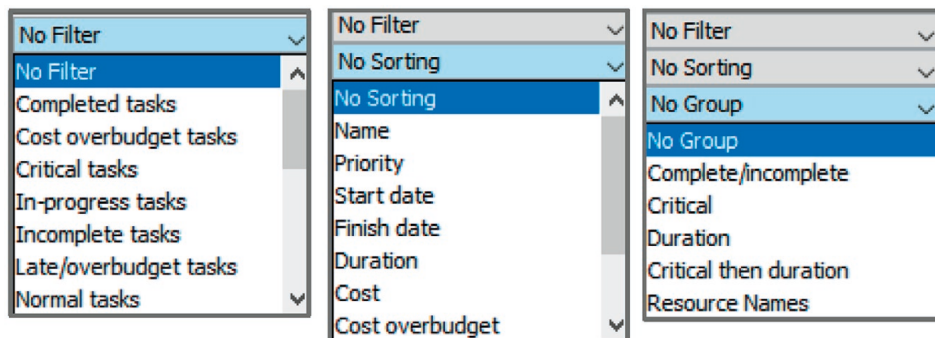 No Filter
No Filter
Completed tasks
Cost overbudget tasks
Critical tasks
In-progress tasks
Incomplete tasks
Late/overbudget tasks
Normal tasks
No Filter
No Sorting
No Sorting
Name
Priority
Start date
Finish date
Duration
Cost
Cost overbudget
No Filter
No Sorting
No Group
No Group
Complete/incomplete
Critical
Duration
Critical then duration
Resource Names